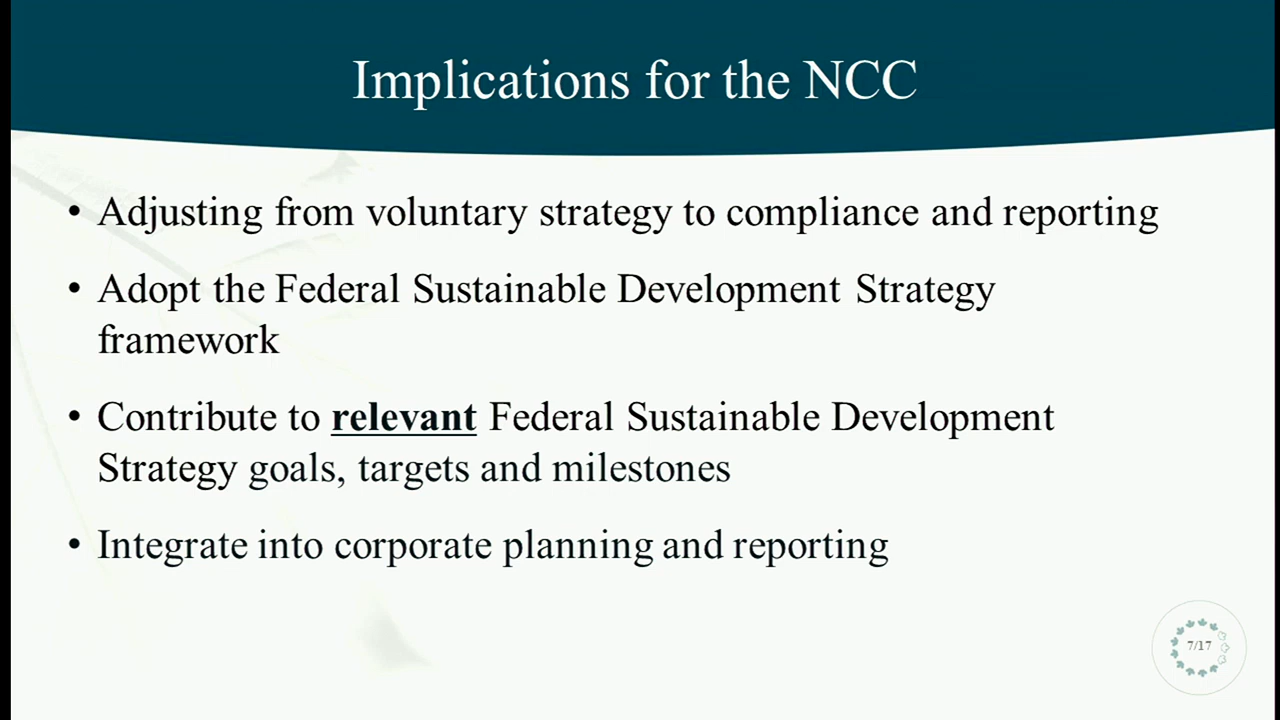 Implications for the NCC
• Adjusting from voluntary strategy to compliance and reporting
• Adopt the Federal Sustainable Development Strategy
framework
• Contribute to relevant Federal Sustainable Development
Strategy goals, targets and milestones
• Integrate into corporate planning and reporting
7/17